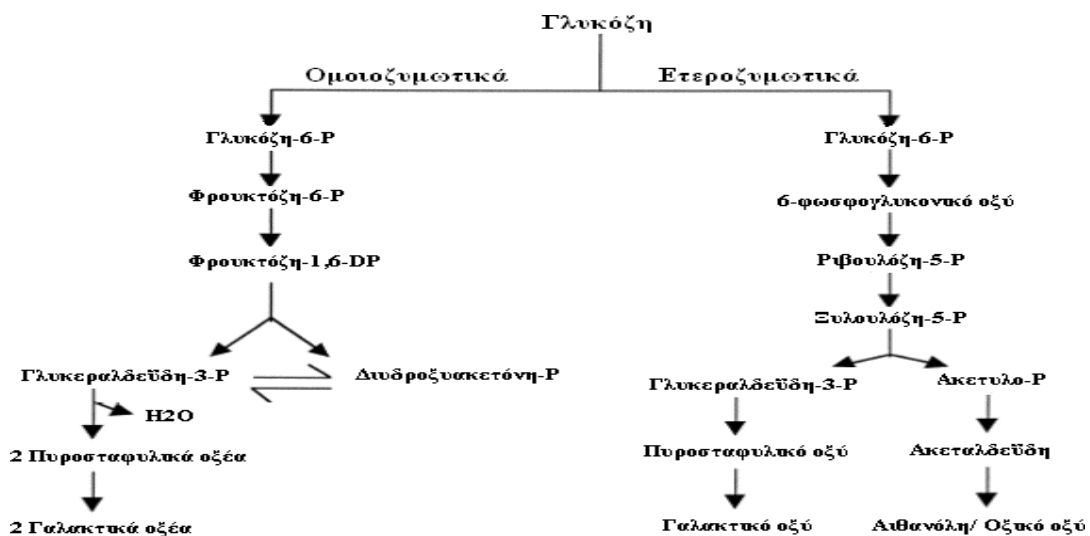 Γλυκόζη
Ομοιοζυμωτικά
Ετεροζυμωτικά
Γλυκόζη-6-P
Γλυκόζη-6-P
Φρουκτόζη-6-P
6-φωσφογλυκονικό οξύ
Φρουκτόζη-1,6-DP
Ριβουλόζη-5-P
Ξυλουλόζη-5-P
Γλυκεραλδεΰδη-3-P
Διυδροξυακετόνη-P
Γλυκεραλδεΰδη-3-P
Ακετυλο-P
H2O
2 Πυροσταφυλικά οξέα
Πυροσταφυλικό οξύ
Ακεταλδεΰδη
2 Γαλακτικά οξέα
Γαλακτικό οξύ
Αιθανόλη/ Οξικό οξύ